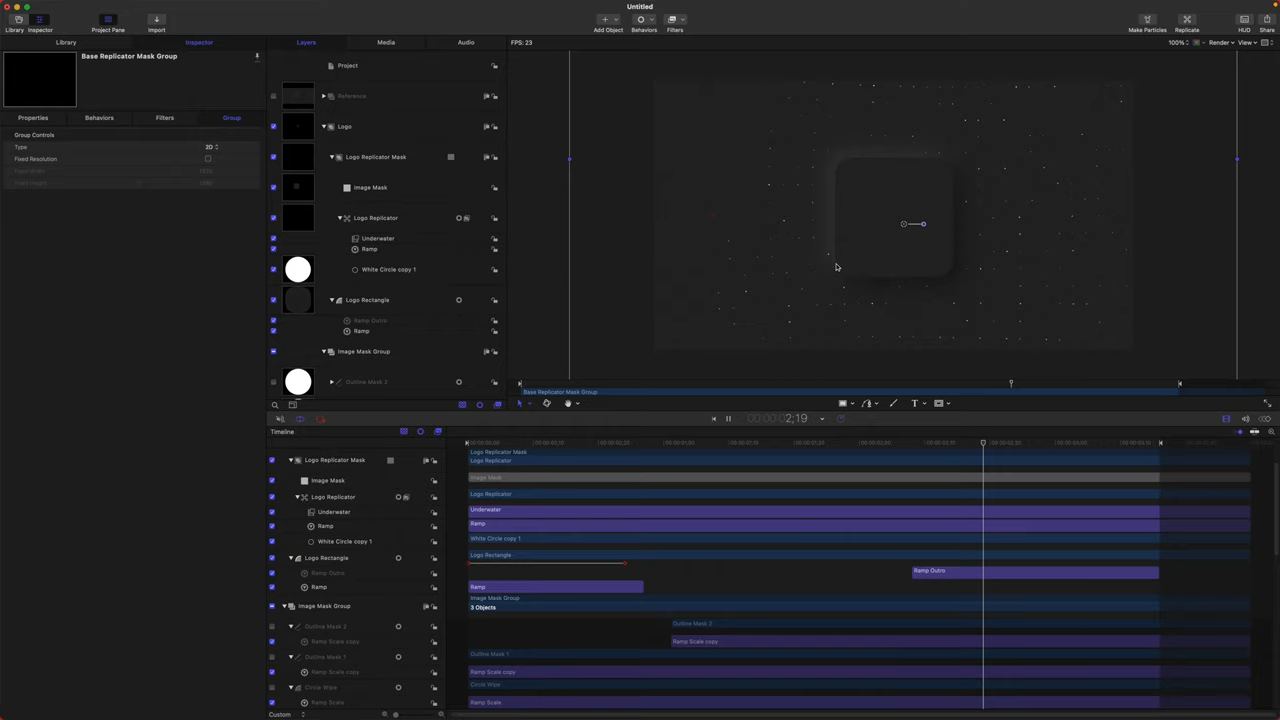 Untitled
Library
Inspector
Project Pane
Import
Add Object
Behaviors
Filters
Make Particles
Replicate
HUD
Share
Library
Inspector
Layers
Media
Audio
FPS: 23
100%
Render
View
Base Replicator Mask Group
Properties
Behaviors
Filters
Group
Group Controls
Type
2D
Fixed Resolution
Project
Reference
Logo
Logo Replicator Mask
Image Mask
Logo Replicator
Underwater
Ramp
White Circle copy 1
Logo Rectangle
Ramp Outro
Ramp
Image Mask Group
Outline Mask 2
Base Replicator Mask Group
T
2;19
Timeline
Logo Replicator Mask
Image Mask
Logo Replicator
Underwater
Ramp
White Circle copy 1
Logo Rectangle
Ramp Outro
Ramp
Image Mask Group
Outline Mask 2
Ramp Scale copy
Outline Mask 1
Ramp Scale copy
Circle Wipe
Ramp Scale
Logo Replicator Mask
Logo Replicator
Image Mask
Logo Replicator
Underwater
Ramp
White Circle copy 1
Logo Rectangle
Ramp Outro
Ramp
Image Mask Group
3 Objects
Outline Mask 2
Ramp Scale copy
Outline Mask 1
Ramp Scale copy
Circle Wipe
Ramp Scale
Custom